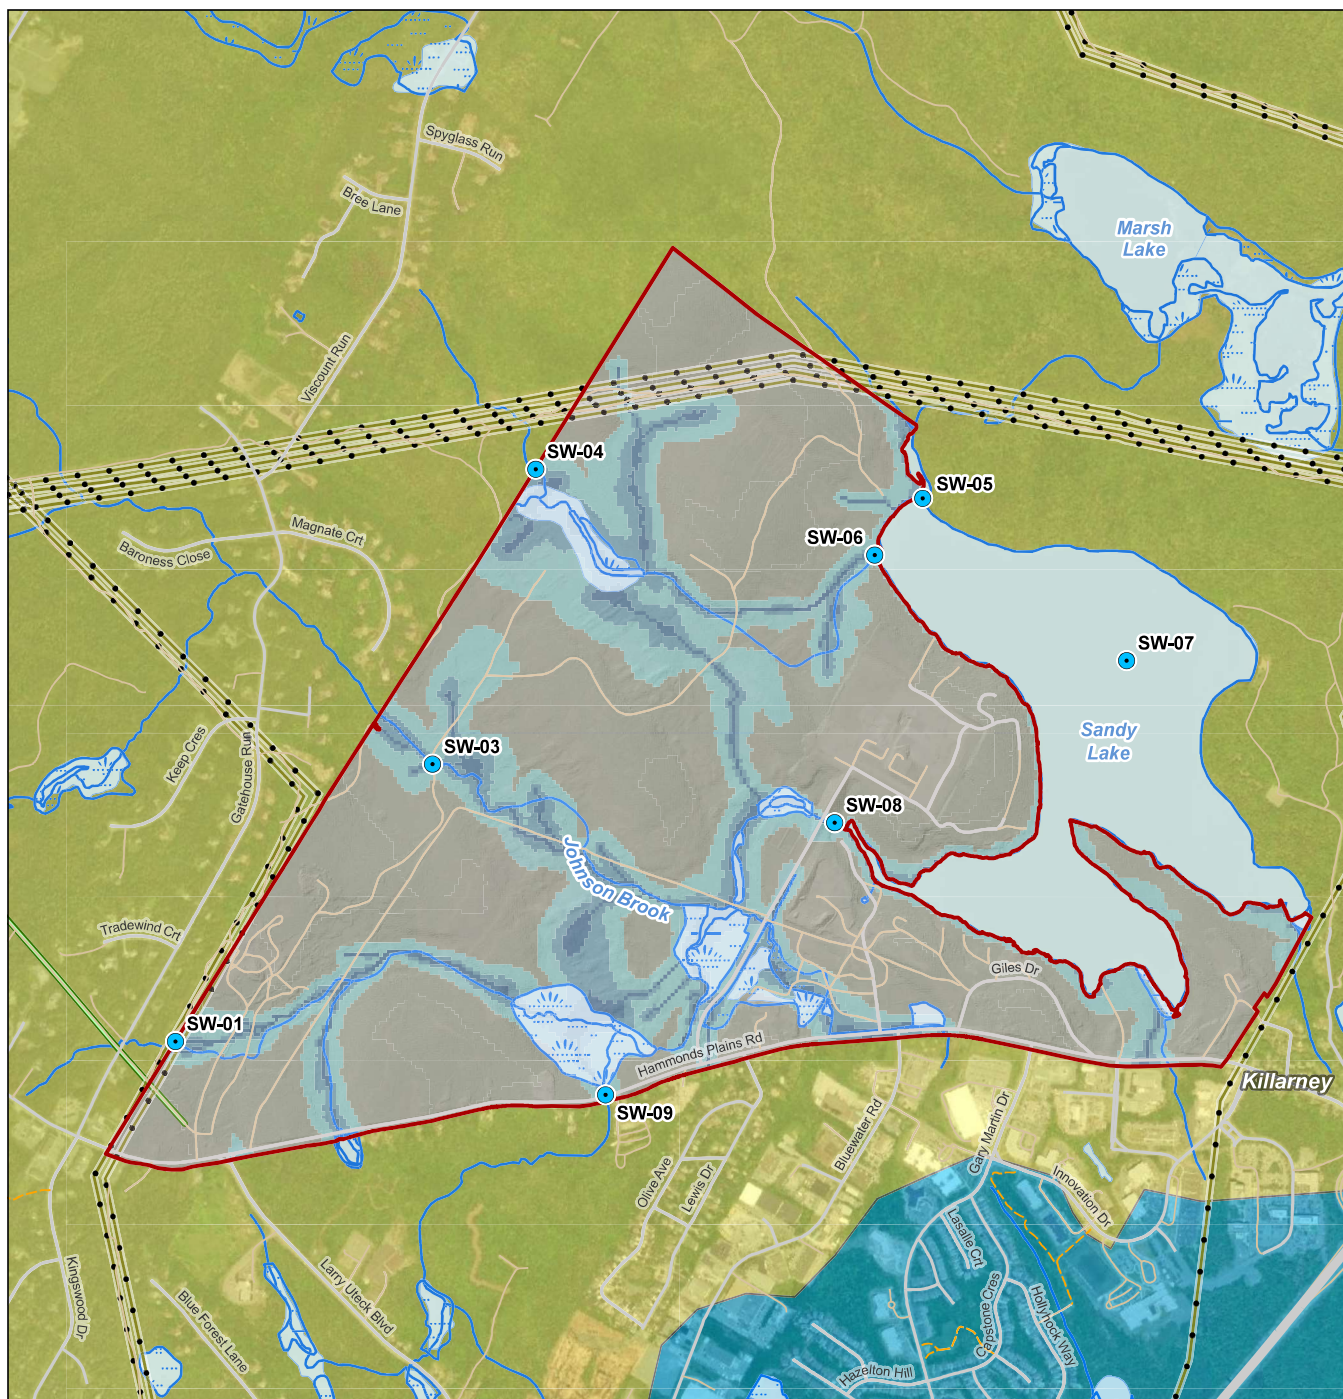 Spyglass Run
Bree Lane
Marsh
Lake
Viscount Run
SW-04
SW-05
Magnate Crt
Baroness Close
SW-06
SW-07
Sandy
Lake
Keep Cres
Gatehouse Run
SW-03
SW-08
Johnson Brook
Tradewind Crt
Giles Dr
SW-01
Hammonds Plains Rd
Killarney
SW-09
Bluewater Rd
Gary Martin Dr
Olive Ave
Lewis Dr
Innovation Dr
Lasalle Crt
Kingswood Dr
Larry Uteck Blvd
Blue Forest Lane
Capstone Cres
Hollyhock Way
Hazelton Hill